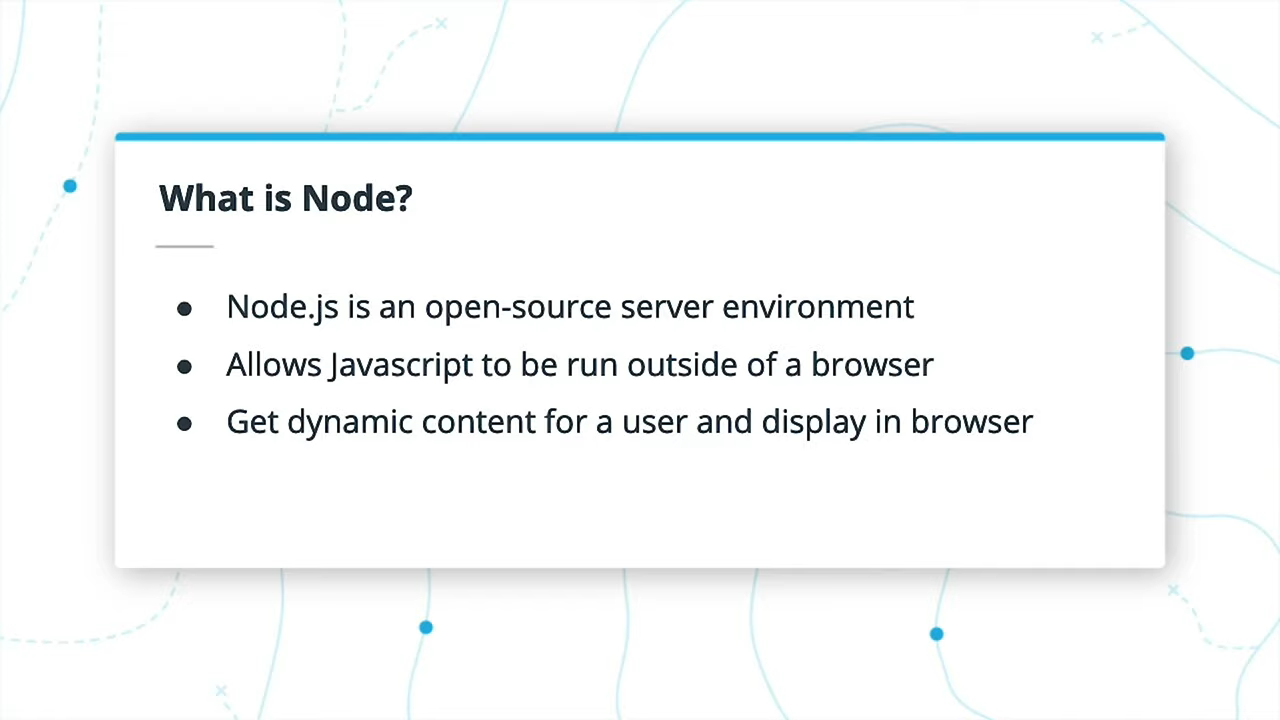 What is Node?
● Node.js is an open-source server environment
● Allows Javascript to be run outside of a browser
● Get dynamic content for a user and display in browser